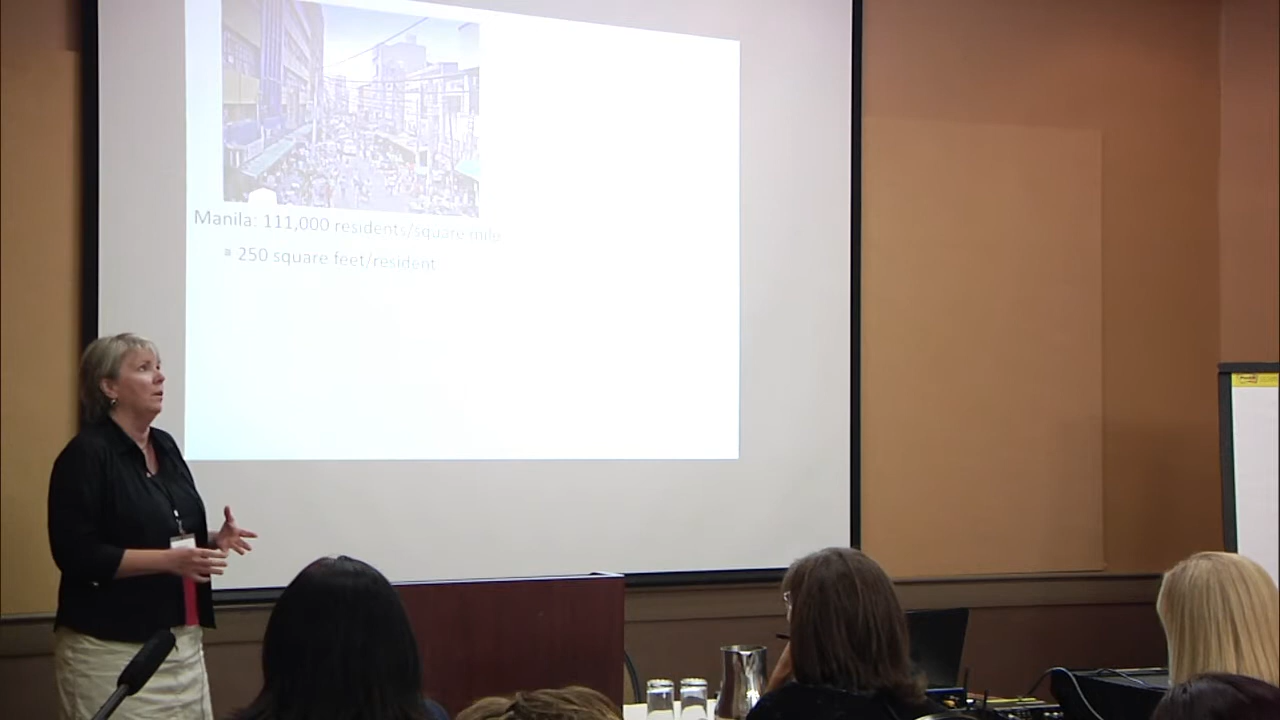 Manila: 111,000 residents/square mile
250 square feet/resident